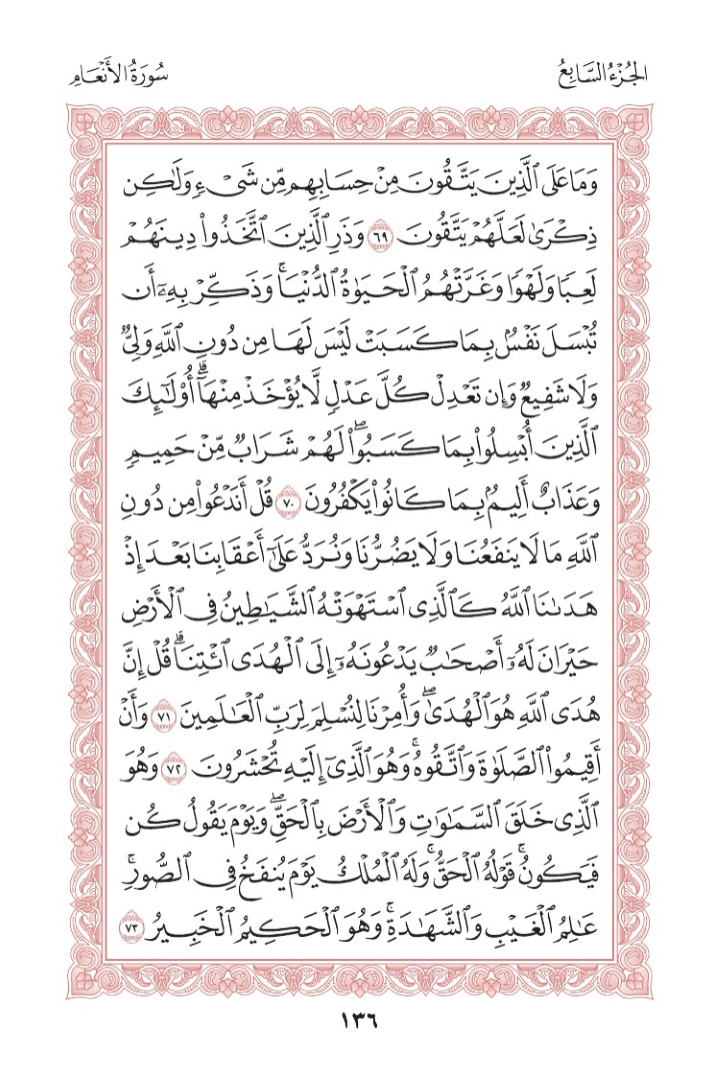 الجُزْءُ السَّابِعُ
سُورَةُ الأَنْعَامِ
وَمَا عَلَى ٱلَّذِينَ يَتَّقُونَ مِنْ حِسَابِهِم مِّن شَىْءٍ وَلَٰكِن
ذِكْرَىٰ لَعَلَّهُمْ يَتَّقُونَ ٦٩ وَذَرِ ٱلَّذِينَ ٱتَّخَذُوا۟ دِينَهُمْ
لَعِبًا وَلَهْوًا وَغَرَّتْهُمُ ٱلْحَيَوٰةُ ٱلدُّنْيَا ۚ وَذَكِّرْ بِهِۦٓ أَن
تُبْسَلَ نَفْسٌۢ بِمَا كَسَبَتْ لَيْسَ لَهَا مِن دُونِ ٱللَّهِ وَلِىٌّ
وَلَا شَفِيعٌ وَإِن تَعْدِلْ كُلَّ عَدْلٍ لَّا يُؤْخَذْ مِنْهَآ ۗ أُو۟لَٰٓئِكَ
ٱلَّذِينَ أُبْسِلُوا۟ بِمَا كَسَبُوا۟ ۖ لَهُمْ شَرَابٌ مِّنْ حَمِيمٍ
وَعَذَابٌ أَلِيمٌۢ بِمَا كَانُوا۟ يَكْفُرُونَ ٧٠ قُلْ أَنَدْعُوا۟ مِن دُونِ
ٱللَّهِ مَا لَا يَنفَعُنَا وَلَا يَضُرُّنَا وَنُرَدُّ عَلَىٰٓ أَعْقَابِنَا بَعْدَ إِذْ
هَدَىٰنَا ٱللَّهُ كَٱلَّذِى ٱسْتَهْوَتْهُ ٱلشَّيَٰطِينُ فِى ٱلْأَرْضِ
حَيْرَانَ لَهُۥٓ أَصْحَٰبٌ يَدْعُونَهُۥٓ إِلَى ٱلْهُدَى ٱئْتِنَا ۗ قُلْ إِنَّ
هُدَى ٱللَّهِ هُوَ ٱلْهُدَىٰ ۖ وَأُمِرْنَا لِنُسْلِمَ لِرَبِّ ٱلْعَٰلَمِينَ ٧١ وَأَنْ
أَقِيمُوا۟ ٱلصَّلَوٰةَ وَٱتَّقُوهُ ۚ وَهُوَ ٱلَّذِىٓ إِلَيْهِ تُحْشَرُونَ ٧٢ وَهُوَ
ٱلَّذِى خَلَقَ ٱلسَّمَٰوَٰتِ وَٱلْأَرْضَ بِٱلْحَقِّ ۖ وَيَوْمَ يَقُولُ كُن
فَيَكُونُ ۚ قَوْلُهُ ٱلْحَقُّ ۚ وَلَهُ ٱلْمُلْكُ يَوْمَ يُنفَخُ فِى ٱلصُّورِ ۚ
عَٰلِمُ ٱلْغَيْبِ وَٱلشَّهَٰدَةِ ۚ وَهُوَ ٱلْحَكِيمُ ٱلْخَبِيرُ ٧٣
١٣٦